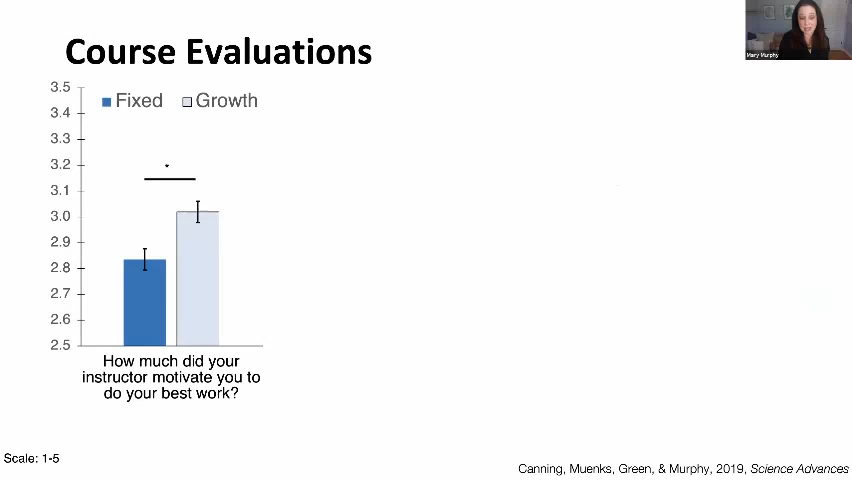 Mary Murphy
Course Evaluations
Fixed Growth
3.5
3.4
3.3
3.2
3.1
3.0
2.9
2.8
2.7
2.6
2.5
*
How much did your
instructor motivate you to
do your best work?
Scale: 1-5
Canning, Muenks, Green, & Murphy, 2019, Science Advances